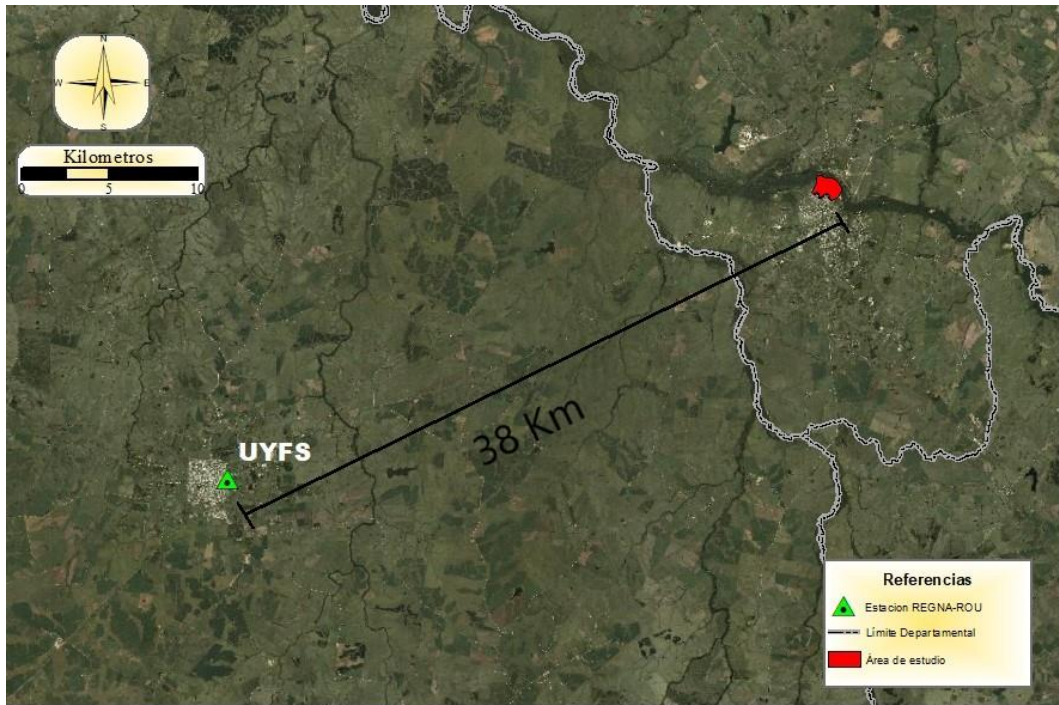 N
W E
S
Kilometros
0 5 10
UYFS
38 Km
Referencias
Estacion REGNA-ROU
Límite Departamental
Área de estudio